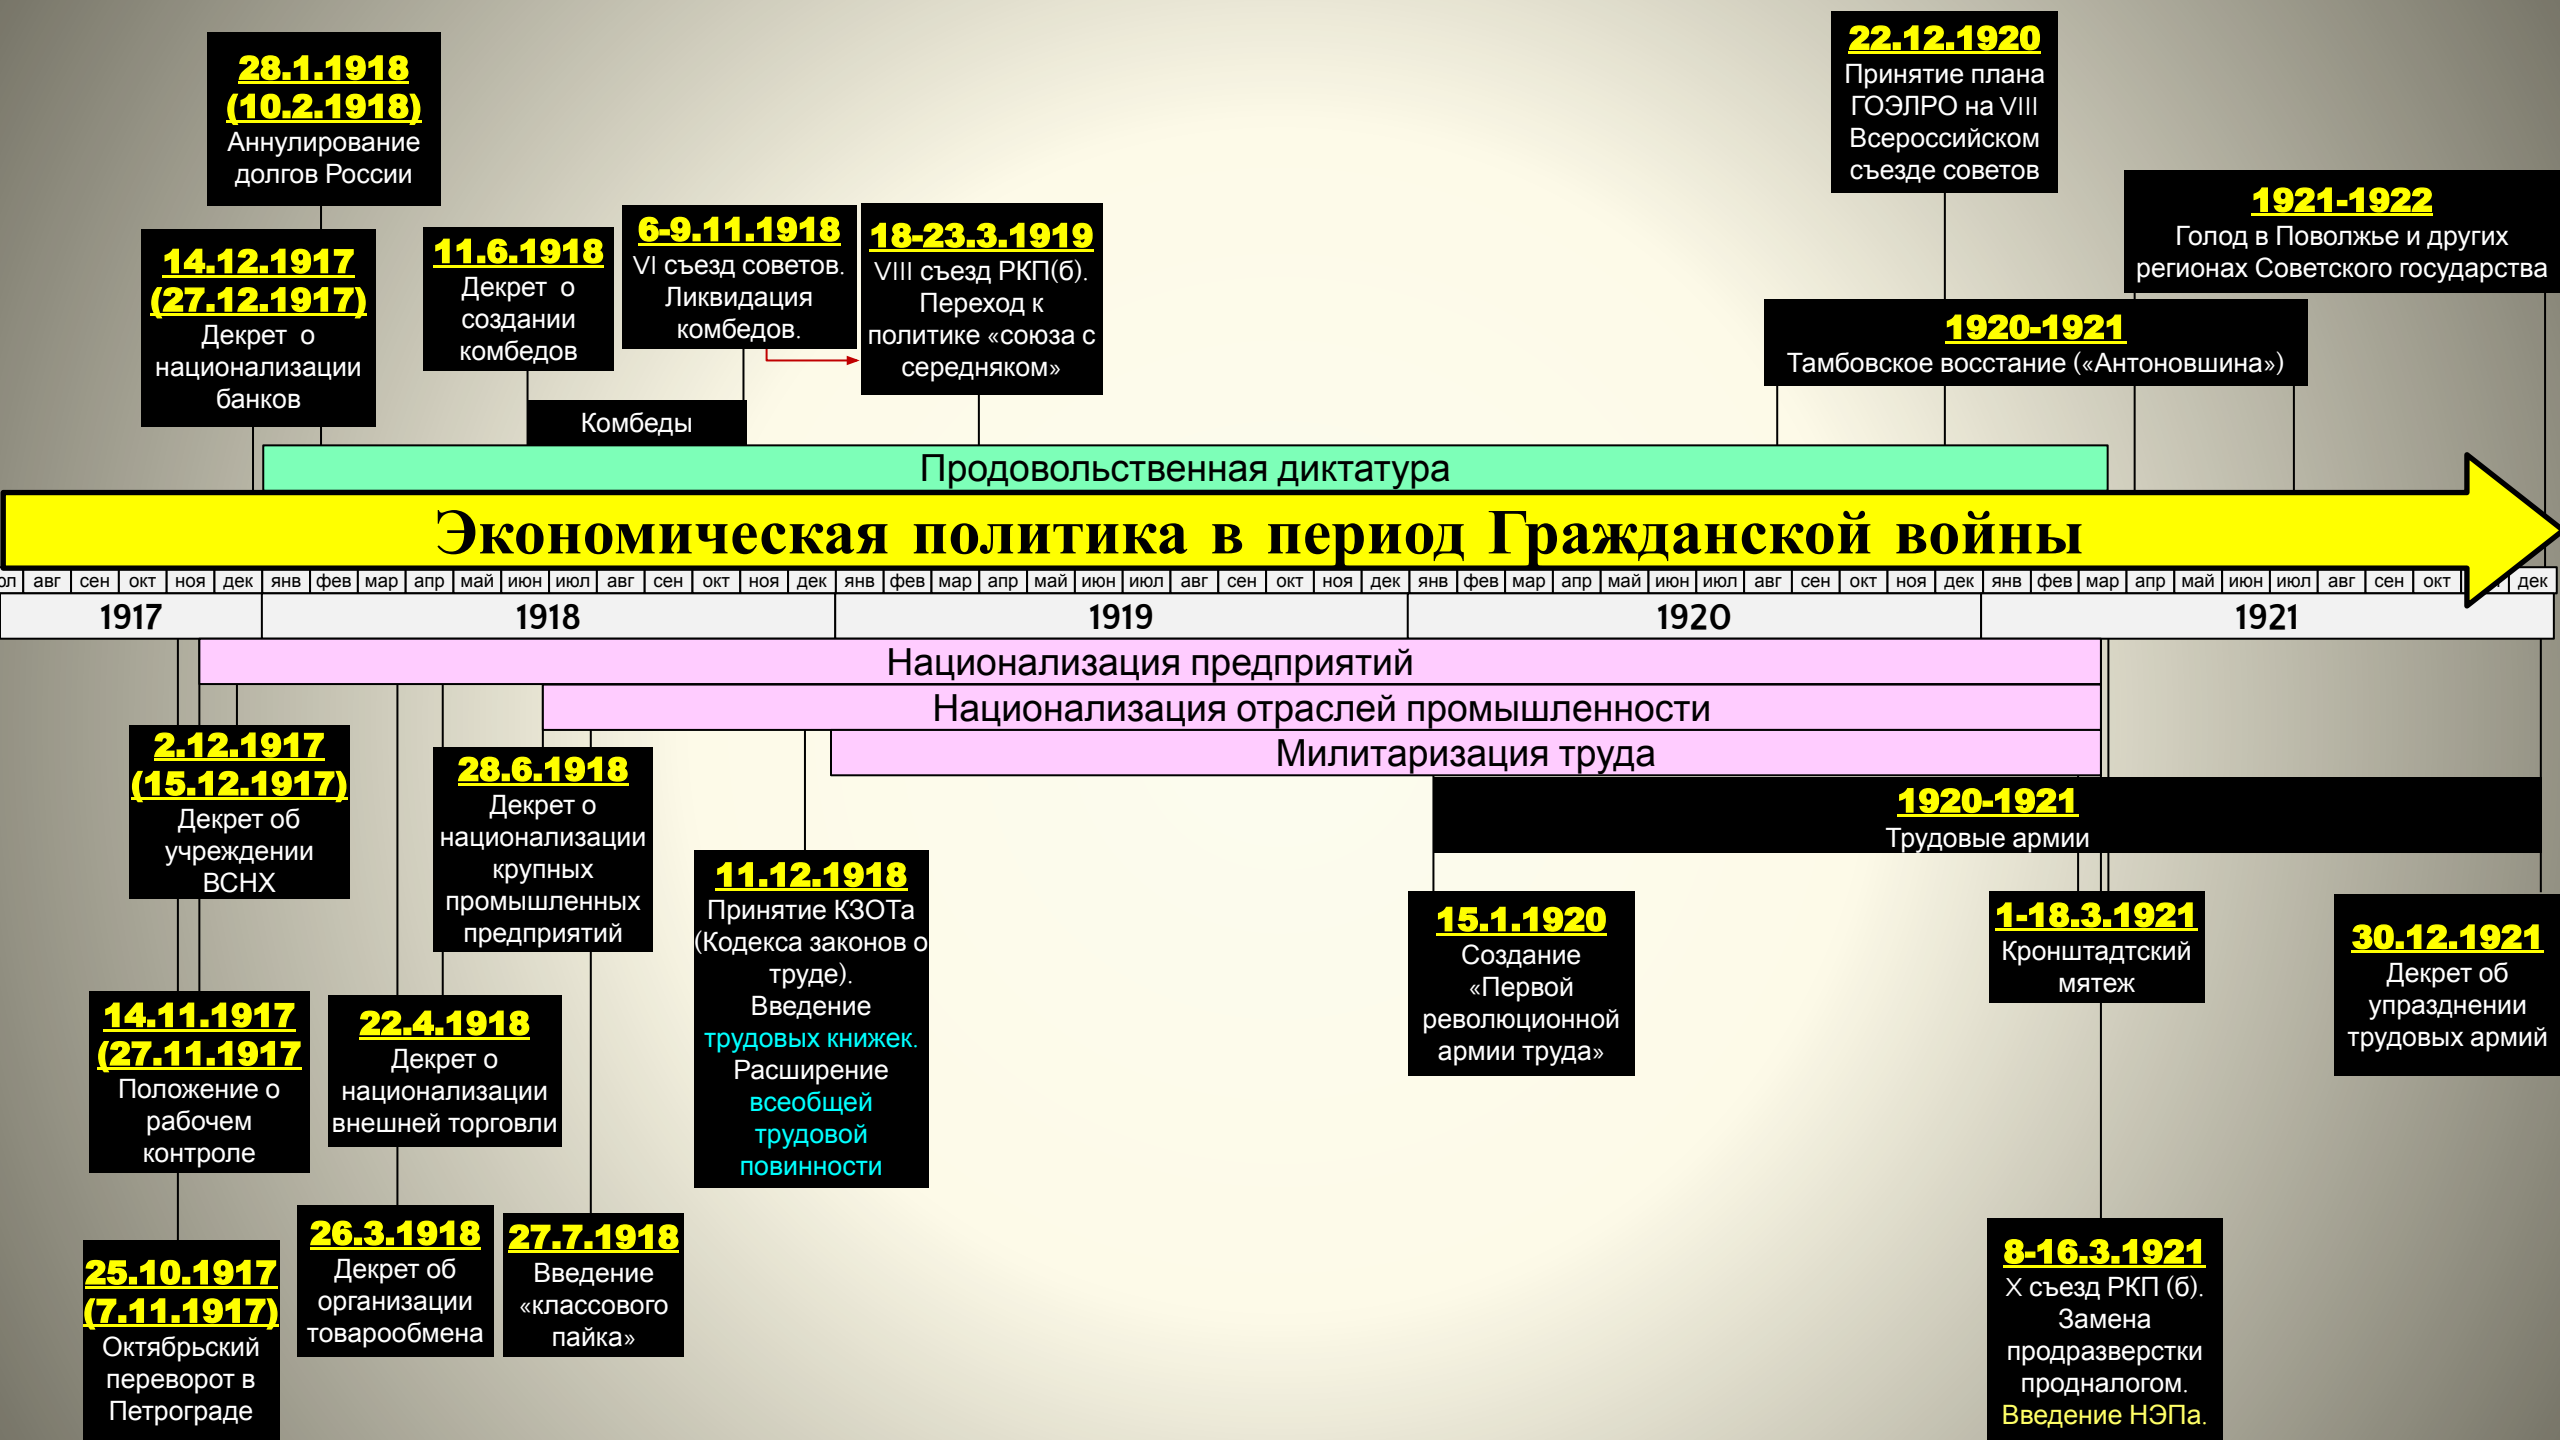 28.1.1918
(10.2.1918)
Аннулирование
долгов России
14.12.1917
(27.12.1917)
Декрет о
национализации
банков
11.6.1918
Декрет о
создании
комбедов
6-9.11.1918
VI съезд советов.
Ликвидация
комбедов.
18-23.3.1919
VIII съезд РКП(б).
Переход к
политике «союза с
середняком»
22.12.1920
Принятие плана
ГОЭЛРО на VIII
Всероссийском
съезде советов
1921-1922
Голод в Поволжье и других
регионах Советского государства
1920-1921
Тамбовское восстание («Антоновшина»)
Комбеды
Продовольственная диктатура
Экономическая политика в период Гражданской войны
авг сен окт ноя дек янв фев мар апр май июн июл авг сен окт ноя дек янв фев мар апр май июн июл авг сен окт ноя дек янв фев мар апр май июн июл авг сен окт ноя дек янв фев мар апр май июн июл авг сен окт дек
1917 1918 1919 1920 1921
Национализация предприятий
Национализация отраслей промышленности
Милитаризация труда
1920-1921
Трудовые армии
2.12.1917
(15.12.1917)
Декрет об
учреждении
ВСНХ
28.6.1918
Декрет о
национализации
крупных
промышленных
предприятий
11.12.1918
Принятие КЗОТа
(Кодекса законов о
труде).
Введение
трудовых книжек.
Расширение
всеобщей
трудовой
повинности
15.1.1920
Создание
«Первой
революционной
армии труда»
1-18.3.1921
Кронштадтский
мятеж
30.12.1921
Декрет об
упразднении
трудовых армий
14.11.1917
(27.11.1917
Положение о
рабочем
контроле
22.4.1918
Декрет о
национализации
внешней торговли
25.10.1917
(7.11.1917)
Октябрьский
переворот в
Петрограде
26.3.1918
Декрет об
организации
товарообмена
27.7.1918
Введение
«классового
пайка»
8-16.3.1921
X съезд РКП (б).
Замена
продразверстки
продналогом.
Введение НЭПа.